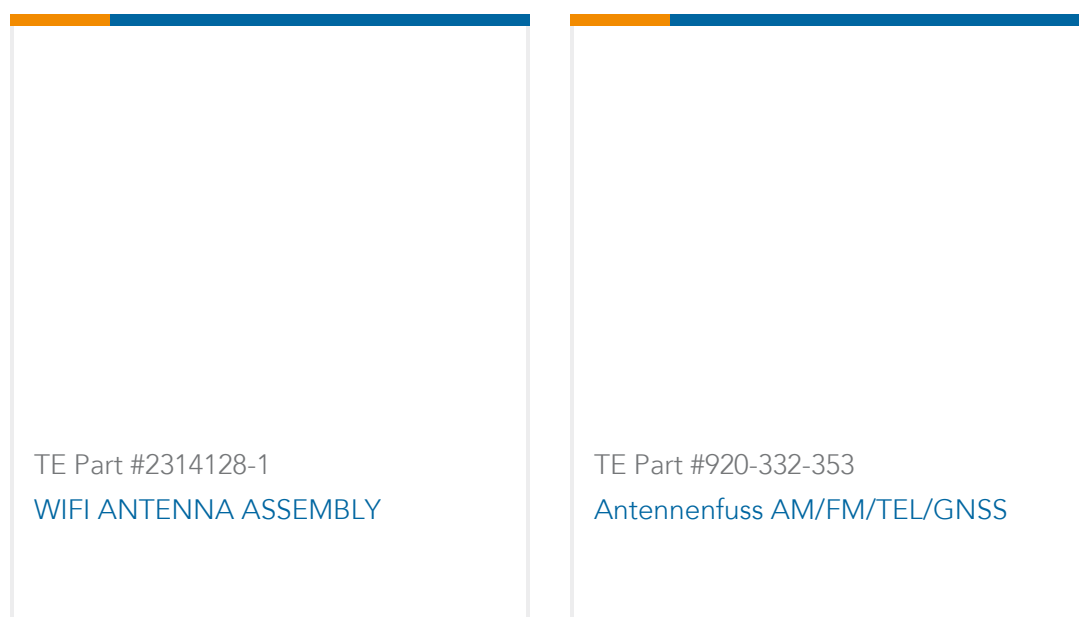 TE Part #2314128-1
WIFI ANTENNA ASSEMBLY
TE Part #920-332-353
Antennenfuss AM/FM/TEL/GNSS